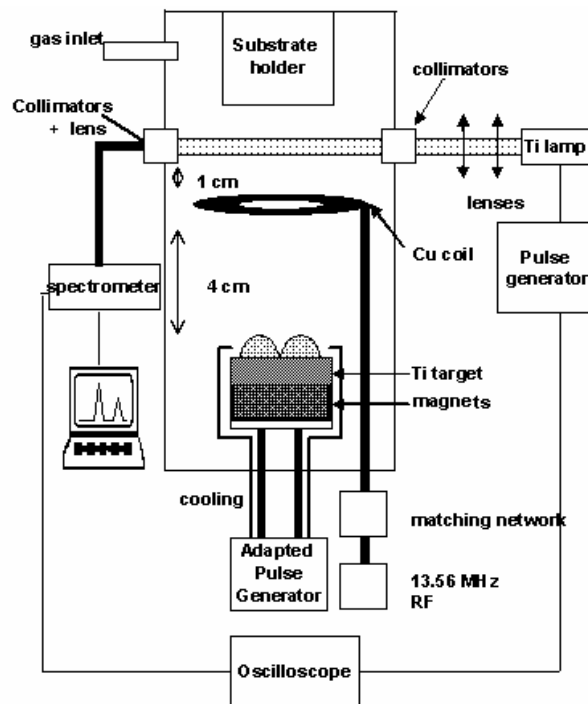 gas inlet
Substrate
holder
collimators
Collimators
+ lens
Ti lamp
1 cm
lenses
Cu coil
Pulse
generator
spectrometer
4 cm
Ti target
magnets
cooling
matching network
Adapted
Pulse
Generator
13.56 MHz
RF
Oscilloscope